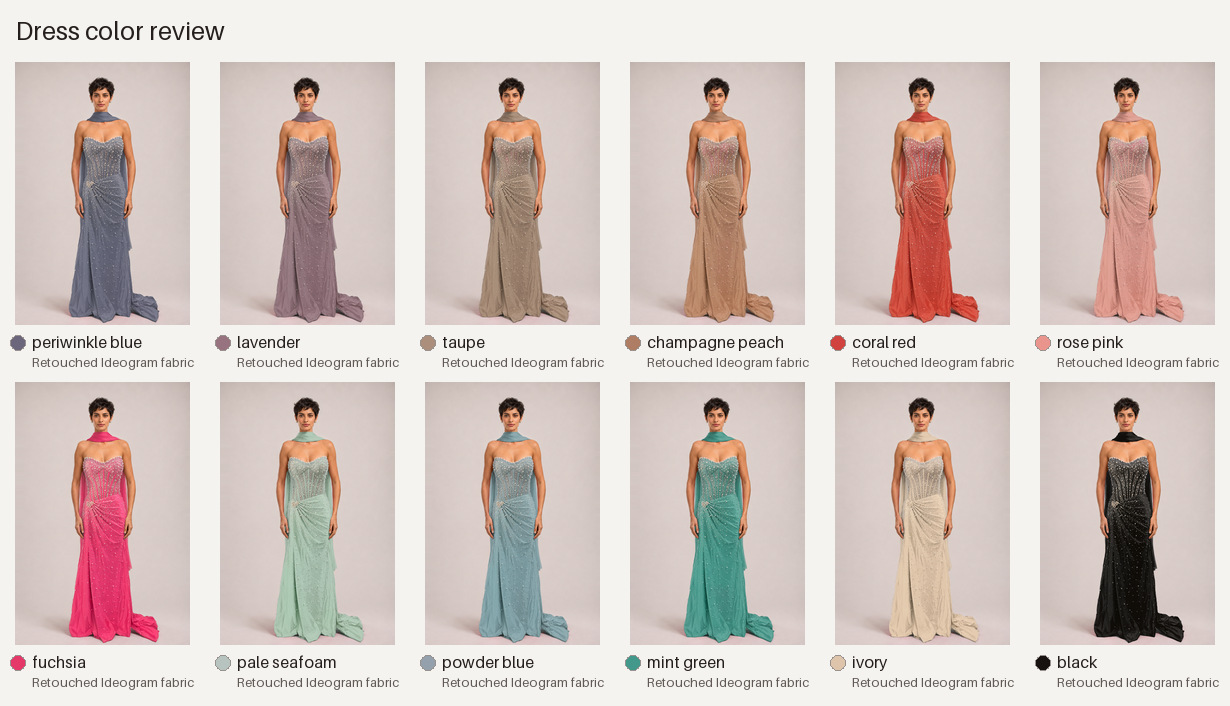 Dress color review
periwinkle blue
Retouched Ideogram fabric
lavender
Retouched Ideogram fabric
taupe
Retouched Ideogram fabric
champagne peach
Retouched Ideogram fabric
coral red
Retouched Ideogram fabric
rose pink
Retouched Ideogram fabric
fuchsia
Retouched Ideogram fabric
pale seafoam
Retouched Ideogram fabric
powder blue
Retouched Ideogram fabric
mint green
Retouched Ideogram fabric
ivory
Retouched Ideogram fabric
black
Retouched Ideogram fabric